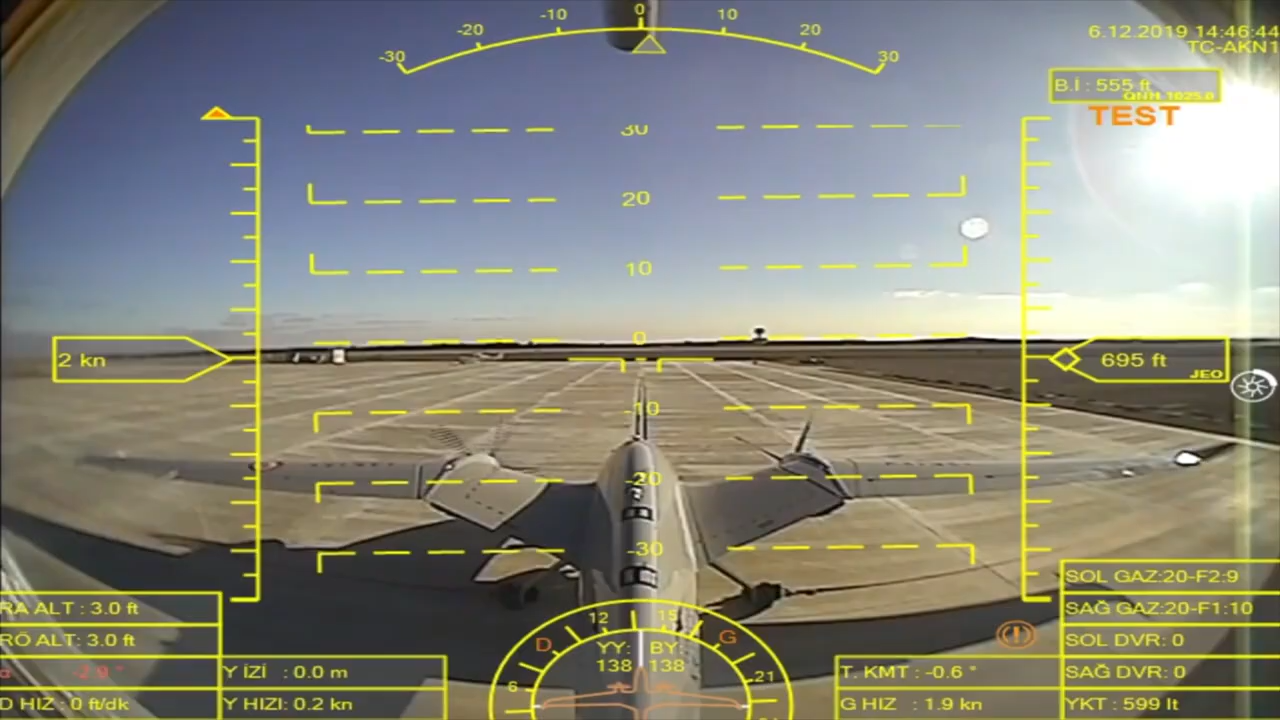 -30 -20 -10 0 10 20 30
6.12.2019 14:46:44
TC-AKN1
B.İ : 555 ft
QNH 1025.0
TEST
30
20
10
0
2 kn
695 ft
JEO
-10
-20
-30
RA ALT : 3.0 ft
RÖ ALT: 3.0 ft
α -2.9 °
D HIZ : 0 ft/dk
Y İZİ : 0.0 m
Y HIZI: 0.2 kn
6 D 12 15 G 21
YY: BY:
138 138
T. KMT : -0.6 °
G HIZ : 1.9 kn
SOL GAZ:20-F2:9
SAĞ GAZ:20-F1:10
SOL DVR: 0
SAĞ DVR: 0
YKT : 599 lt